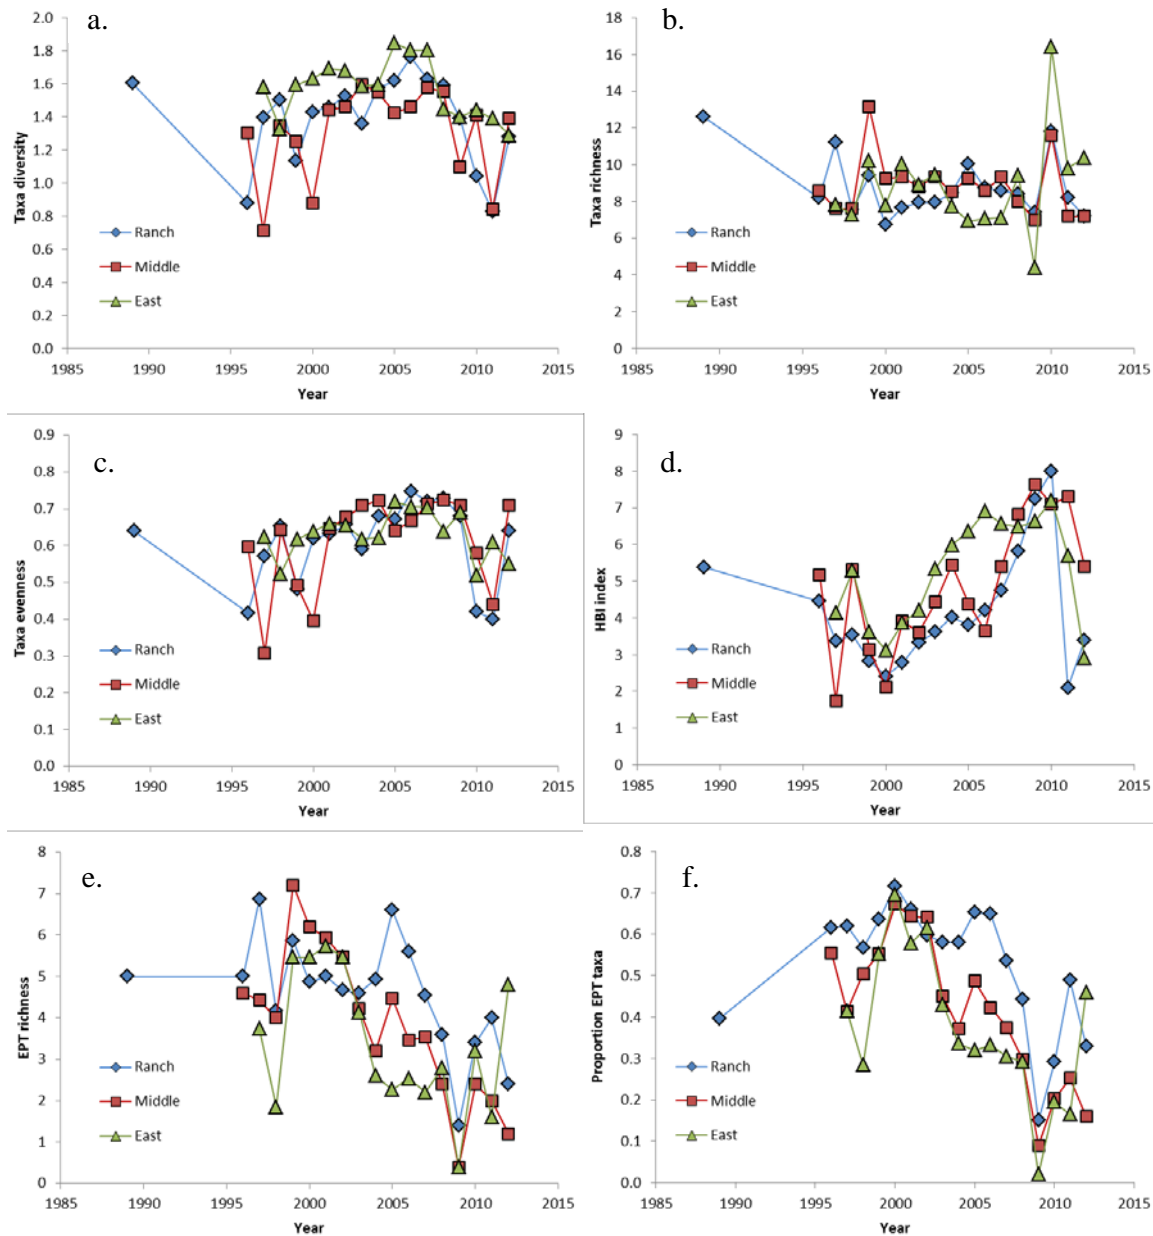 a.
Taxa diversity
2.0
1.8
1.6
1.4
1.2
1.0
0.8
0.6
0.4
0.2
0.0
Ranch
Middle
East
1985 1990 1995 2000 2005 2010 2015
Year
b.
Taxa richness
18
16
14
12
10
8
6
4
2
0
Ranch
Middle
East
1985 1990 1995 2000 2005 2010 2015
Year
c.
Taxa evenness
0.9
0.8
0.7
0.6
0.5
0.4
0.3
0.2
0.1
0.0
Ranch
Middle
East
1985 1990 1995 2000 2005 2010 2015
Year
d.
HBI index
9
8
7
6
5
4
3
2
1
0
Ranch
Middle
East
1985 1990 1995 2000 2005 2010 2015
Year
e.
EPT richness
8
7
6
5
4
3
2
1
0
Ranch
Middle
East
1985 1990 1995 2000 2005 2010 2015
Year
f.
Proportion EPT taxa
0.8
0.7
0.6
0.5
0.4
0.3
0.2
0.1
0.0
Ranch
Middle
East
1985 1990 1995 2000 2005 2010 2015
Year